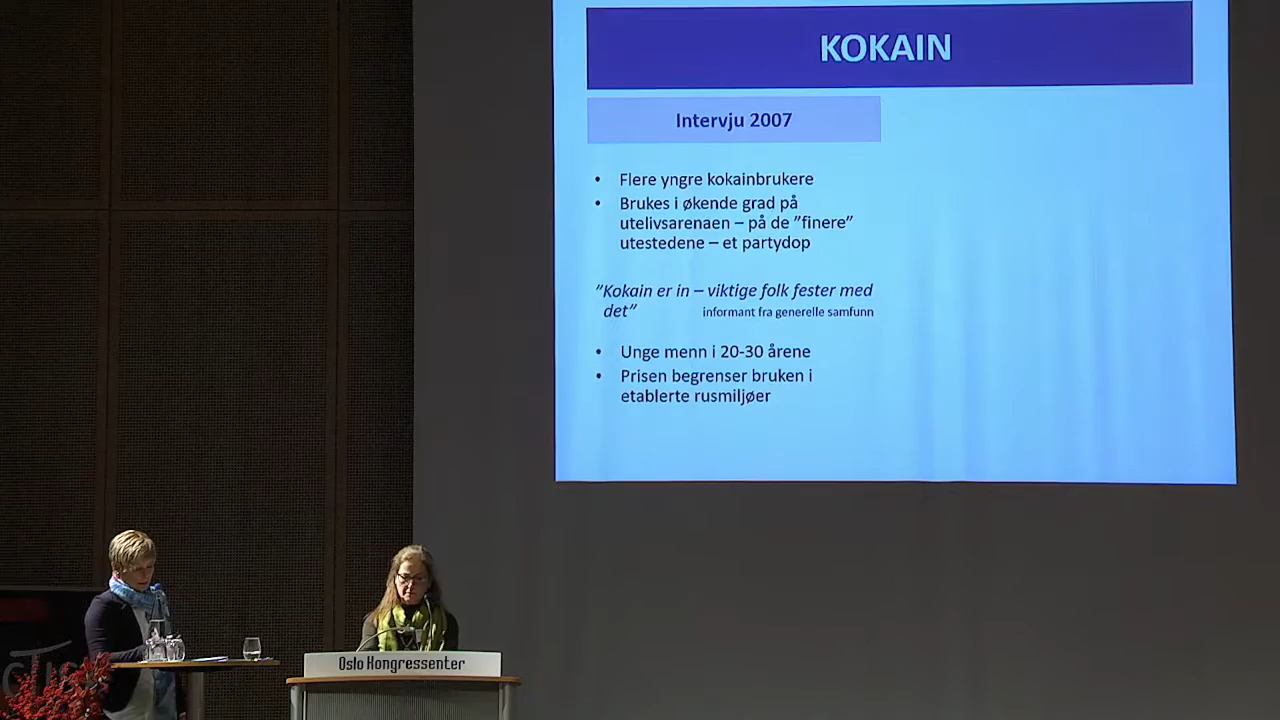 KOKAIN
Intervju 2007
• Flere yngre kokainbrukere
• Brukes i økende grad på
utelivsarenaen – på de ”finere”
utestedene – et partydop
”Kokain er in – viktige folk fester med
det” informant fra generelle samfunn
• Unge menn i 20-30 årene
• Prisen begrenser bruken i
etablerte rusmiljøer
Oslo Kongressenter